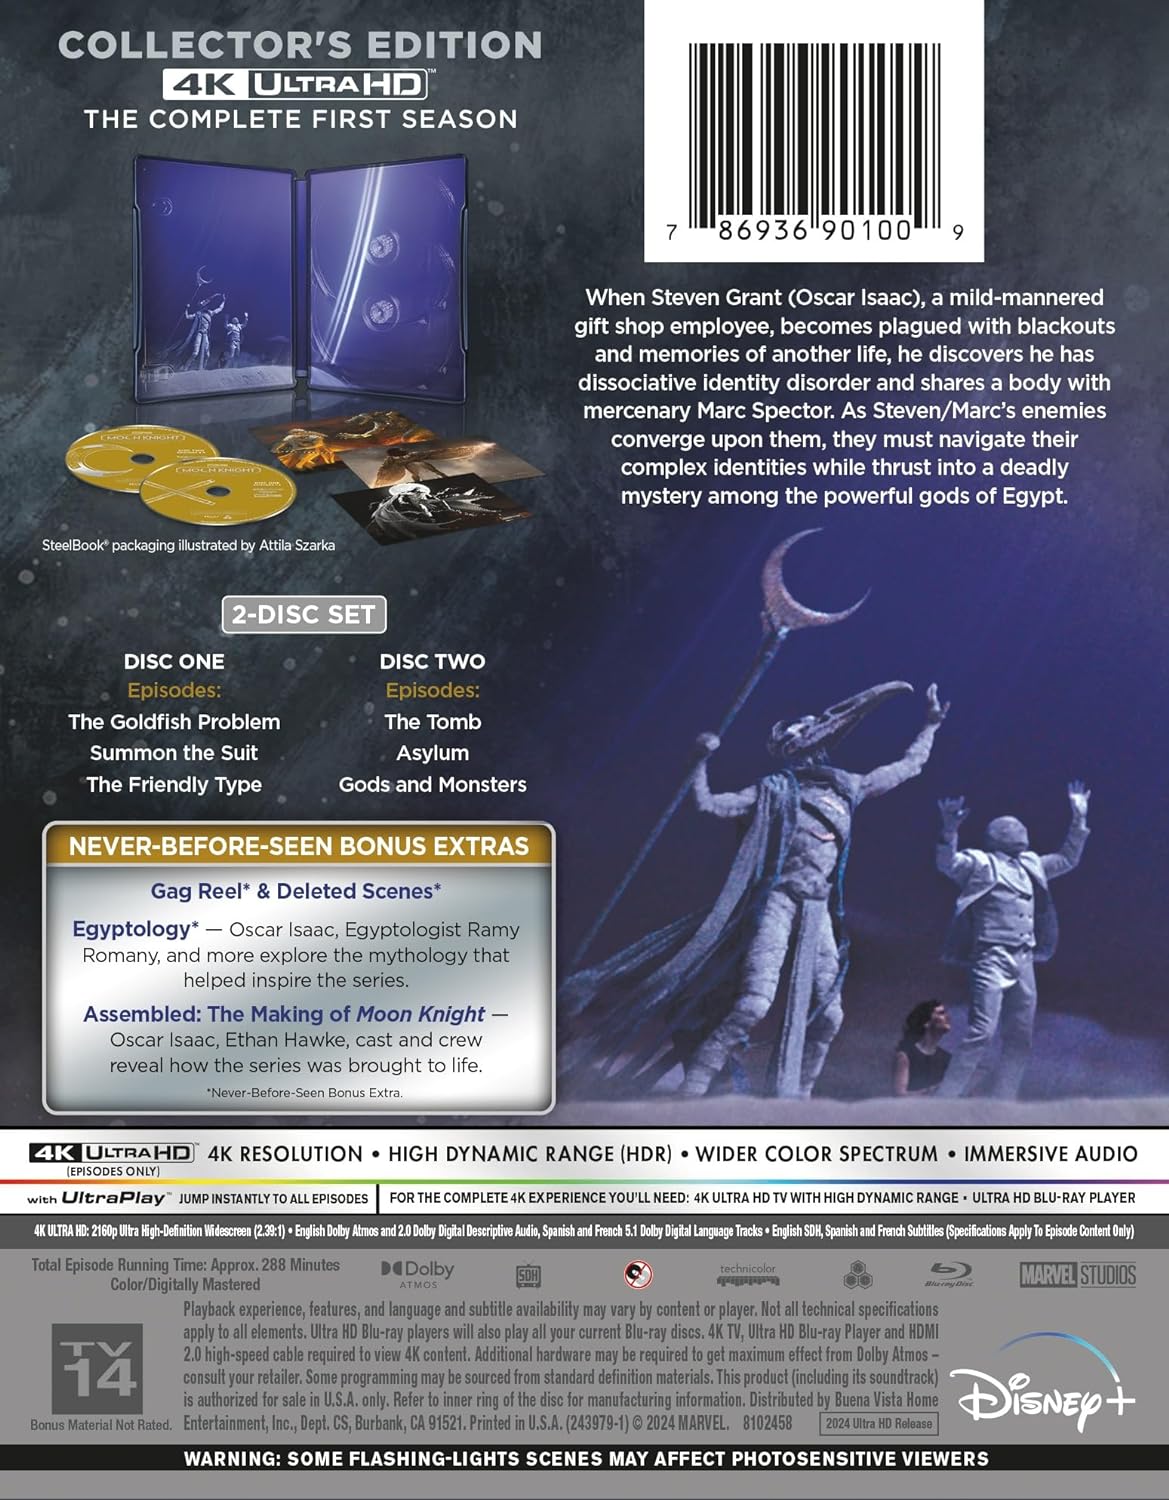 COLLECTOR'S EDITION
4K ULTRA HD™
THE COMPLETE FIRST SEASON
7 86936 90100 9
When Steven Grant (Oscar Isaac), a mild-mannered
gift shop employee, becomes plagued with blackouts
and memories of another life, he discovers he has
dissociative identity disorder and shares a body with
mercenary Marc Spector. As Steven/Marc's enemies
converge upon them, they must navigate their
complex identities while thrust into a deadly
mystery among the powerful gods of Egypt.
MOON KNIGHT
MOON KNIGHT
SteelBook® packaging illustrated by Attila Szarka
2-DISC SET
DISC ONE
Episodes:
The Goldfish Problem
Summon the Suit
The Friendly Type
DISC TWO
Episodes:
The Tomb
Asylum
Gods and Monsters
NEVER-BEFORE-SEEN BONUS EXTRAS
Gag Reel* & Deleted Scenes*
Egyptology* — Oscar Isaac, Egyptologist Ramy
Romany, and more explore the mythology that
helped inspire the series.
Assembled: The Making of Moon Knight —
Oscar Isaac, Ethan Hawke, cast and crew
reveal how the series was brought to life.
*Never-Before-Seen Bonus Extra.
4K ULTRA HD™ 4K RESOLUTION • HIGH DYNAMIC RANGE (HDR) • WIDER COLOR SPECTRUM • IMMERSIVE AUDIO
(EPISODES ONLY)
with UltraPlay™ JUMP INSTANTLY TO ALL EPISODES FOR THE COMPLETE 4K EXPERIENCE YOU'LL NEED: 4K ULTRA HD TV WITH HIGH DYNAMIC RANGE • ULTRA HD BLU-RAY PLAYER
4K ULTRA HD: 2160p Ultra High-Definition Widescreen (2.39:1) • English Dolby Atmos and 2.0 Dolby Digital Descriptive Audio, Spanish and French 5.1 Dolby Digital Language Tracks • English SDH, Spanish and French Subtitles (Specifications Apply To Episode Content Only)
Total Episode Running Time: Approx. 288 Minutes
Color/Digitally Mastered
Dolby
ATMOS
SDH
technicolor
Blu-ray Disc
MARVEL STUDIOS
Playback experience, features, and language and subtitle availability may vary by content or player. Not all technical specifications
apply to all elements. Ultra HD Blu-ray players will also play all your current Blu-ray discs. 4K TV, Ultra HD Blu-ray Player and HDMI
2.0 high-speed cable required to view 4K content. Additional hardware may be required to get maximum effect from Dolby Atmos –
consult your retailer. Some programming may be sourced from standard definition materials. This product (including its soundtrack)
is authorized for sale in U.S.A. only. Refer to inner ring of the disc for manufacturing information. Distributed by Buena Vista Home
Entertainment, Inc., Dept. CS, Burbank, CA 91521. Printed in U.S.A. (243979-1) © 2024 MARVEL. 8102458
2024 Ultra HD Release
TV
14
Bonus Material Not Rated.
Disney+
WARNING: SOME FLASHING-LIGHTS SCENES MAY AFFECT PHOTOSENSITIVE VIEWERS